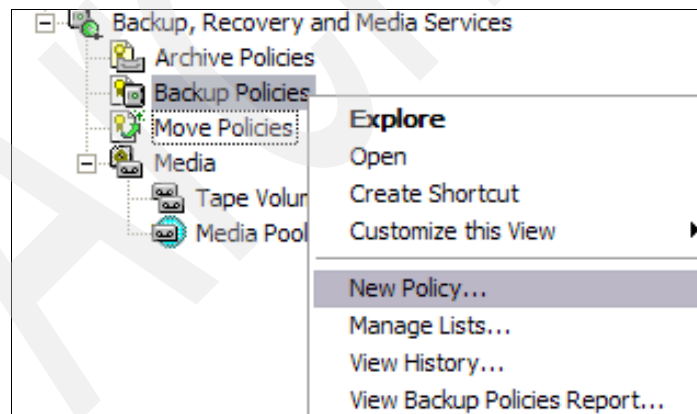 Backup, Recovery and Media Services
Archive Policies
Backup Policies
Move Policies
Media
Tape Volum
Media Pool
Explore
Open
Create Shortcut
Customize this View
New Policy...
Manage Lists...
View History...
View Backup Policies Report...